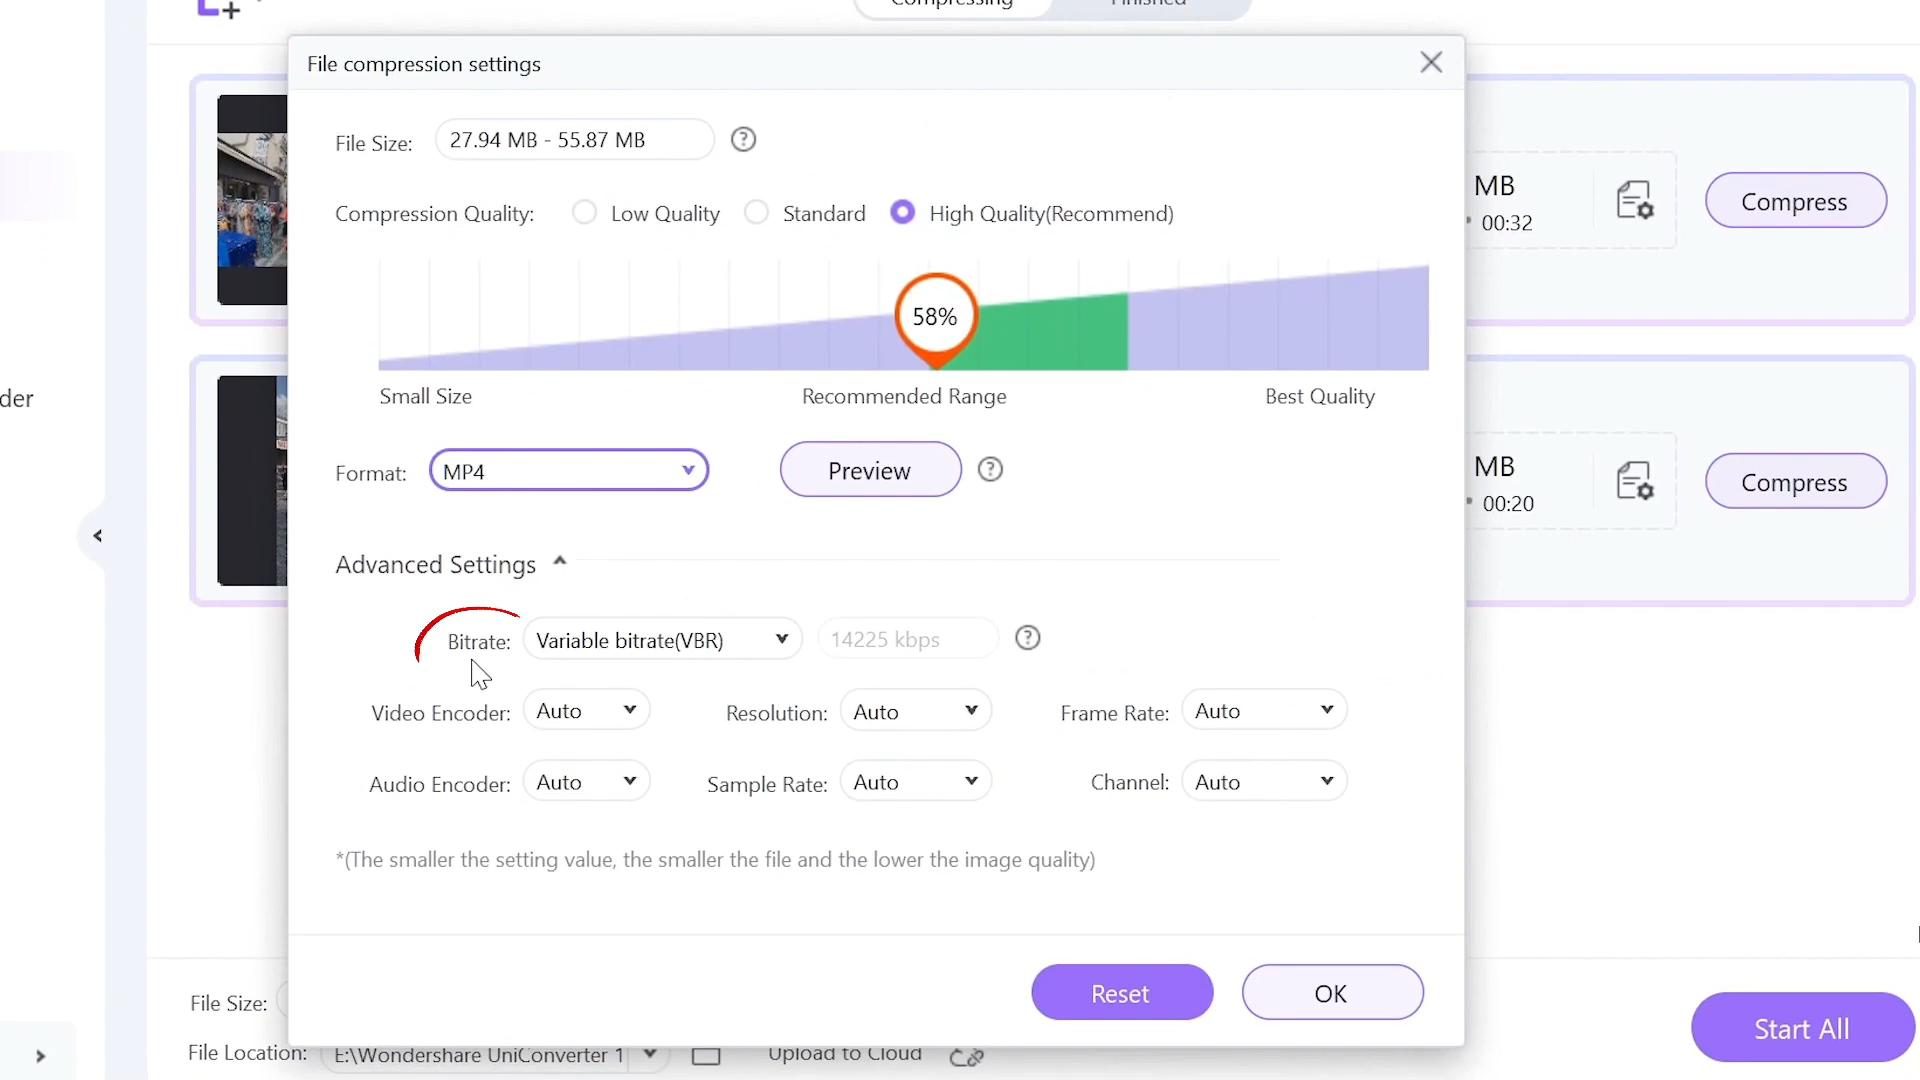 Compressing Finished
File compression settings
File Size: 27.94 MB - 55.87 MB
Compression Quality: Low Quality Standard High Quality(Recommend)
58%
Small Size Recommended Range Best Quality
Format: MP4 Preview
Advanced Settings
Bitrate: Variable bitrate(VBR) 14225 kbps
Video Encoder: Auto Resolution: Auto Frame Rate: Auto
Audio Encoder: Auto Sample Rate: Auto Channel: Auto
*(The smaller the setting value, the smaller the file and the lower the image quality)
Reset OK
MB
00:32
Compress
MB
00:20
Compress
der
File Size:
File Location: E:\Wondershare UniConverter 1 Upload to Cloud
Start All